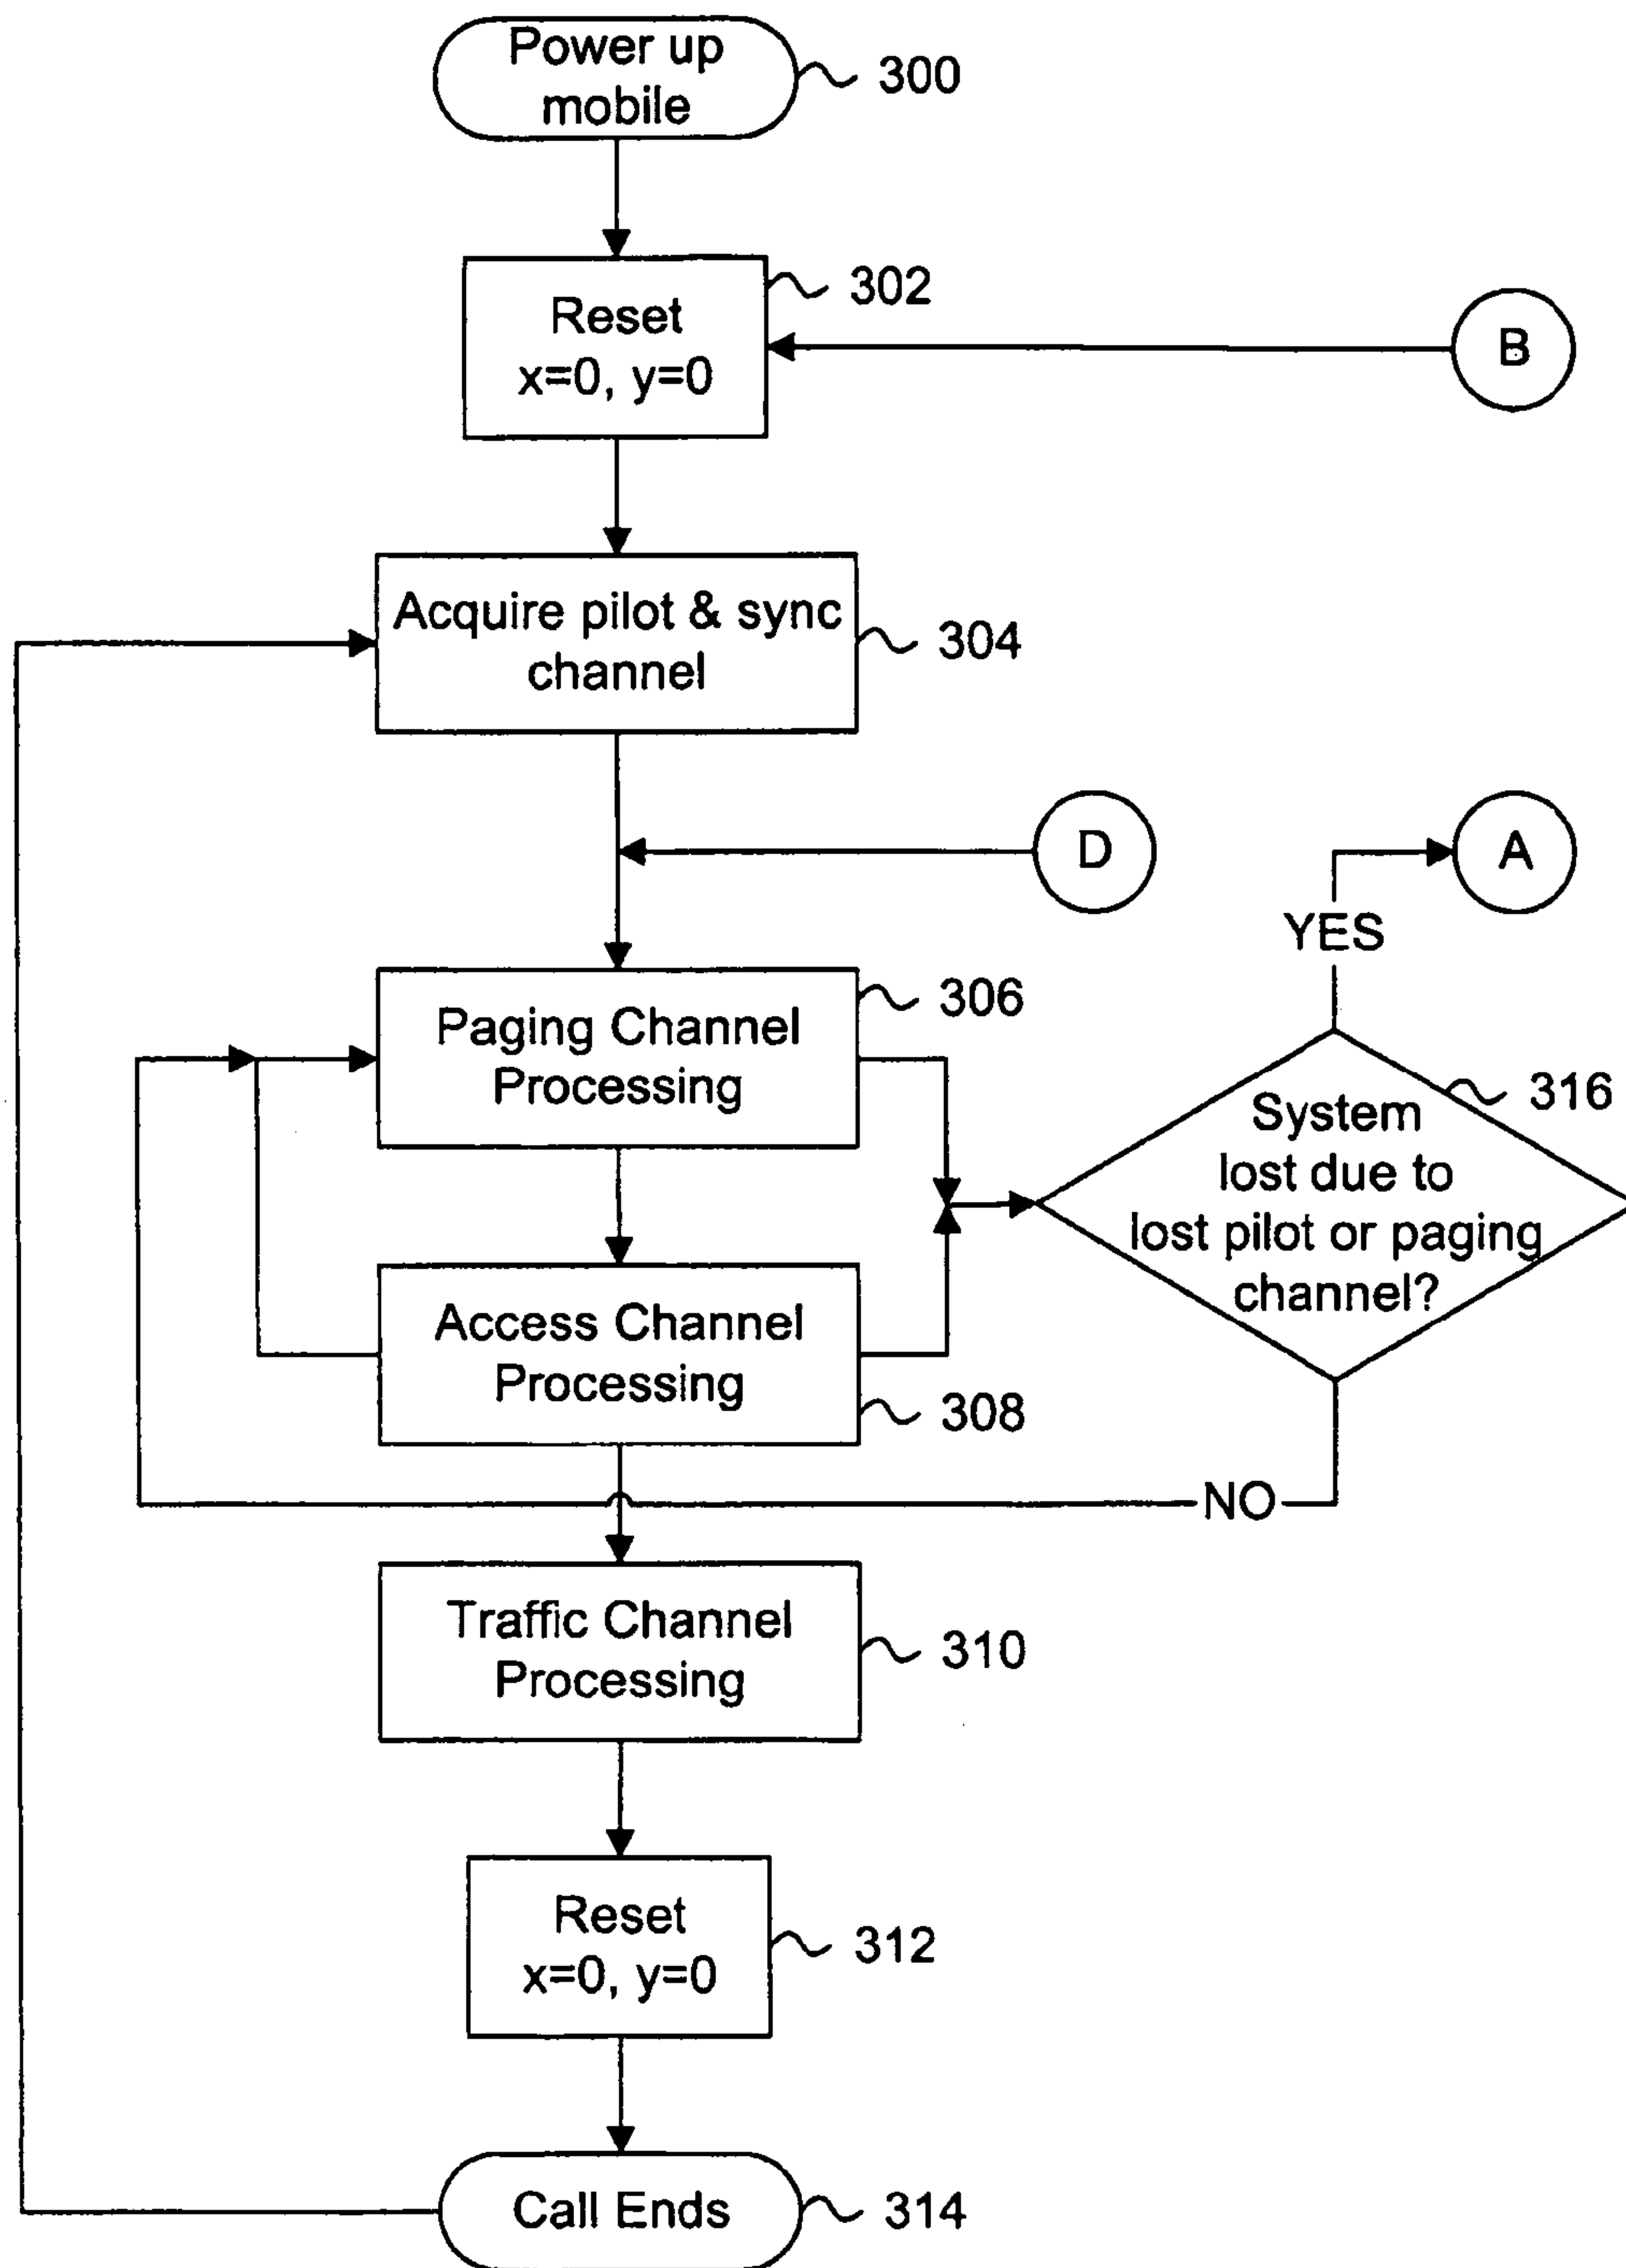 Power up
mobile
300
302
Reset
x=0, y=0
B
Acquire pilot & sync
channel
304
D
A
YES
306
Paging Channel
Processing
316
System
lost due to
lost pilot or paging
channel?
Access Channel
Processing
308
NO
Traffic Channel
Processing
310
Reset
x=0, y=0
312
Call Ends
314